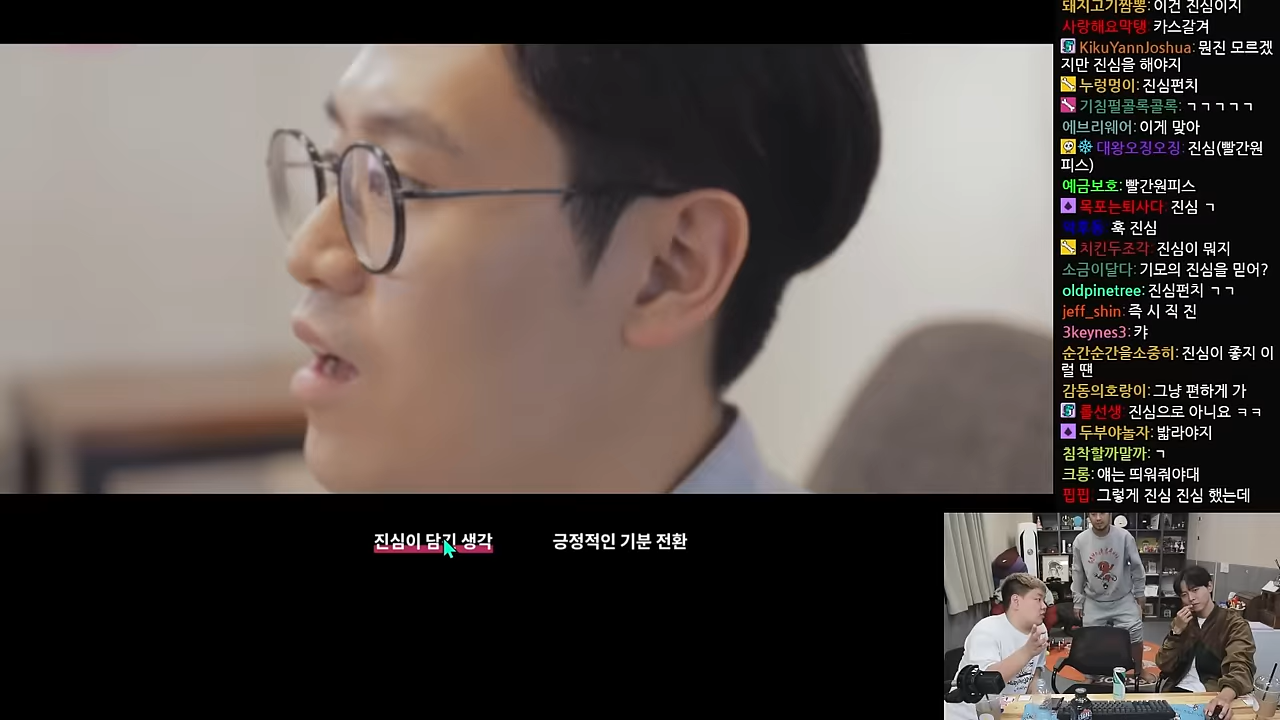 진심이 담긴 생각
긍정적인 기분 전환
돼지고기짬뽕: 이건 진심이지
사랑해요막탱: 카스갈겨
KikuYannJoshua: 뭔진 모르겠
지만 진심을 해야지
누렁멍이: 진심펀치
기침펄콜록콜록: ㄱㄱㄱㄱㄱ
에브리웨어: 이게 맞아
대왕오징오징: 진심(빨간원
피스)
예금보호: 빨간원피스
목포는퇴사다: 진심 ㄱ
훅 진심
치킨두조각: 진심이 뭐지
소금이달다: 기모의 진심을 믿어?
oldpinetree: 진심펀치 ㄱㄱ
jeff_shin: 즉 시 직 진
3keynes3: 캬
순간순간을소중히: 진심이 좋지 이
럴 땐
감동의호랑이: 그냥 편하게 가
롤선생: 진심으로 아니요 ㅋㅋ
두부야놀자: 밟라야지
침착할까말까: ㄱ
크롱: 얘는 띄워줘야대
핍핍: 그렇게 진심 진심 했는데